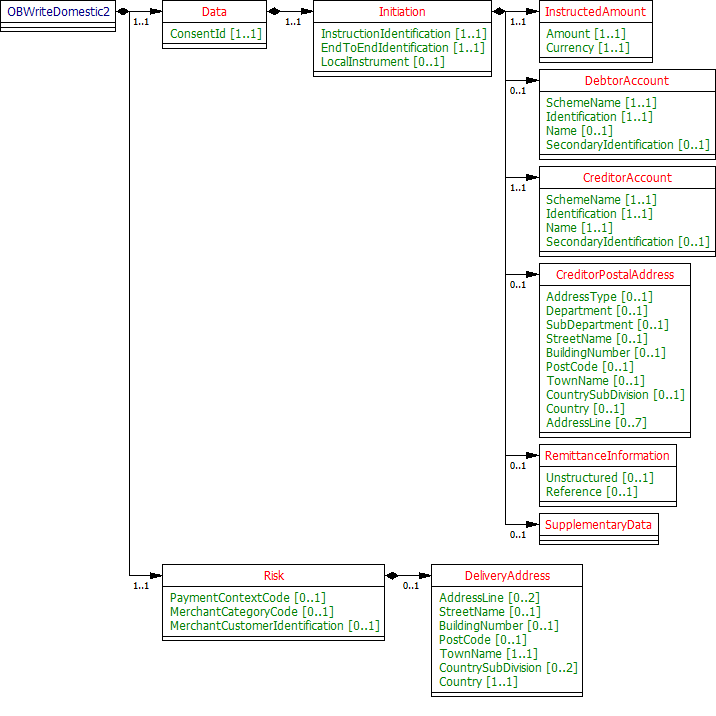 OBWriteDomestic2
1..1
Data
ConsentId [1..1]
1..1
Initiation
InstructionIdentification [1..1]
EndToEndIdentification [1..1]
LocalInstrument [0..1]
1..1
InstructedAmount
Amount [1..1]
Currency [1..1]
0..1
DebtorAccount
SchemeName [1..1]
Identification [1..1]
Name [0..1]
SecondaryIdentification [0..1]
1..1
CreditorAccount
SchemeName [1..1]
Identification [1..1]
Name [1..1]
SecondaryIdentification [0..1]
0..1
CreditorPostalAddress
AddressType [0..1]
Department [0..1]
SubDepartment [0..1]
StreetName [0..1]
BuildingNumber [0..1]
PostCode [0..1]
TownName [0..1]
CountrySubDivision [0..1]
Country [0..1]
AddressLine [0..7]
0..1
RemittanceInformation
Unstructured [0..1]
Reference [0..1]
0..1
SupplementaryData
1..1
Risk
PaymentContextCode [0..1]
MerchantCategoryCode [0..1]
MerchantCustomerIdentification [0..1]
0..1
DeliveryAddress
AddressLine [0..2]
StreetName [0..1]
BuildingNumber [0..1]
PostCode [0..1]
TownName [1..1]
CountrySubDivision [0..2]
Country [1..1]